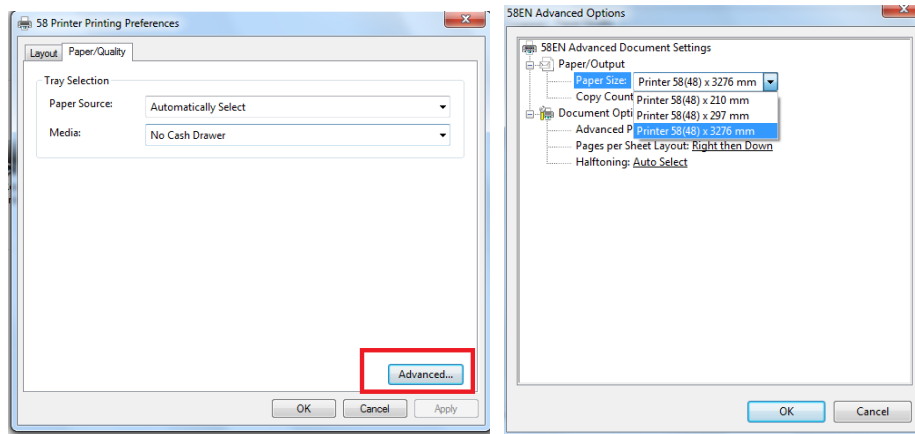 58 Printer Printing Preferences
Layout
Paper/Quality
Tray Selection
Paper Source:
Automatically Select
Media:
No Cash Drawer
Advanced...
OK
Cancel
Apply
58EN Advanced Options
58EN Advanced Document Settings
Paper/Output
Paper Size: Printer 58(48) x 3276 mm
Copy Count
Printer 58(48) x 210 mm
Document Opti
Printer 58(48) x 297 mm
Advanced P
Printer 58(48) x 3276 mm
Pages per Sheet Layout: Right then Down
Halftoning: Auto Select
OK
Cancel